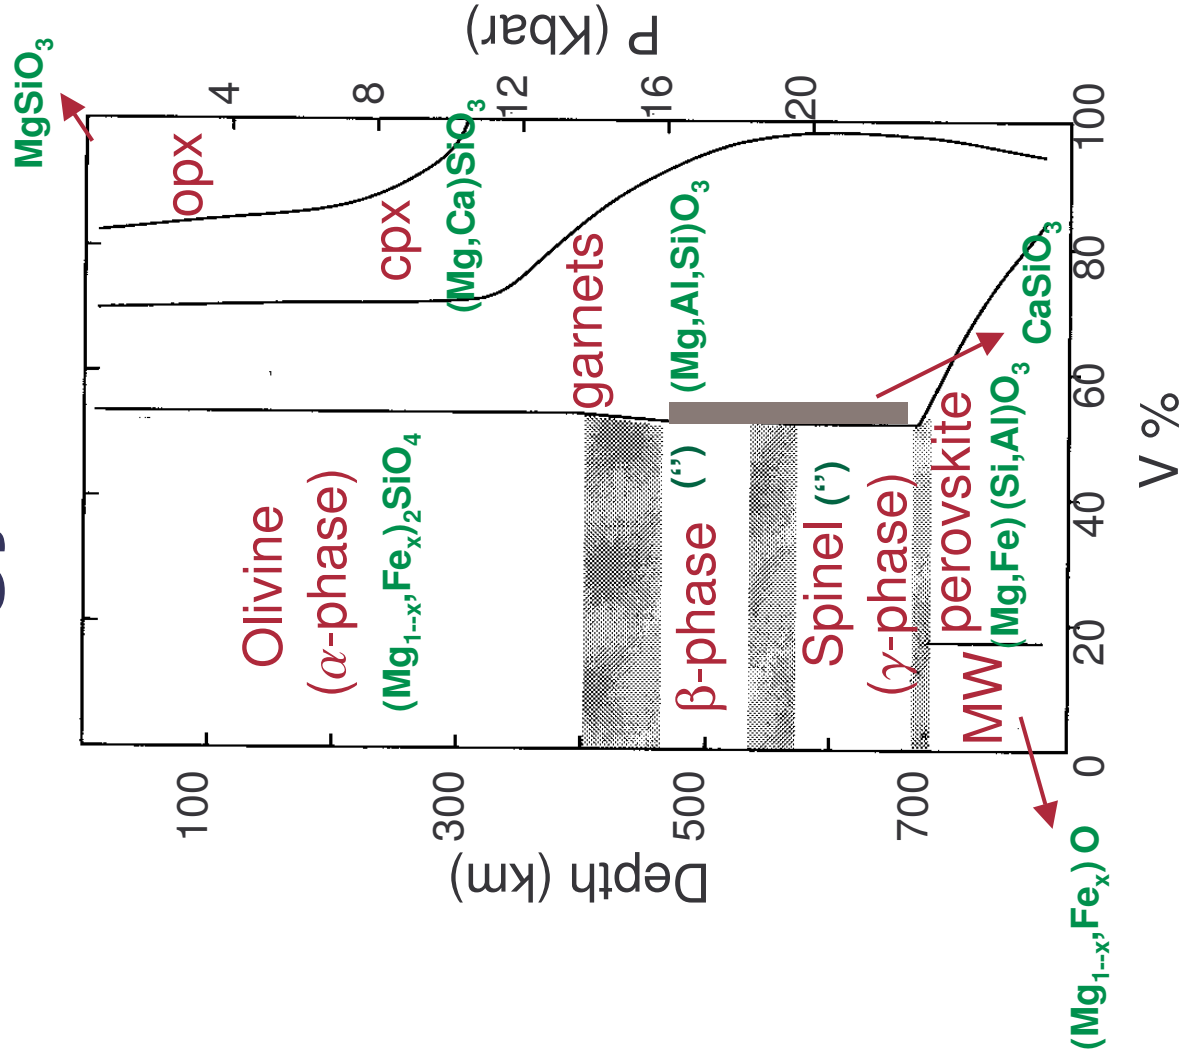 MgSiO3
P (Kbar)
4
8
12
16
20
opx
cpx
(Mg,Ca)SiO3
garnets
(Mg,Al,Si)O3
CaSiO3
Olivine
(α-phase)
(Mg1--x,Fex)2SiO4
β-phase (“)
Spinel (“)
(γ-phase)
perovskite
(Mg,Fe) (Si,Al)O3
MW
(Mg1--x,Fex) O
Depth (km)
100
300
500
700
0
20
40
60
80
100
V %